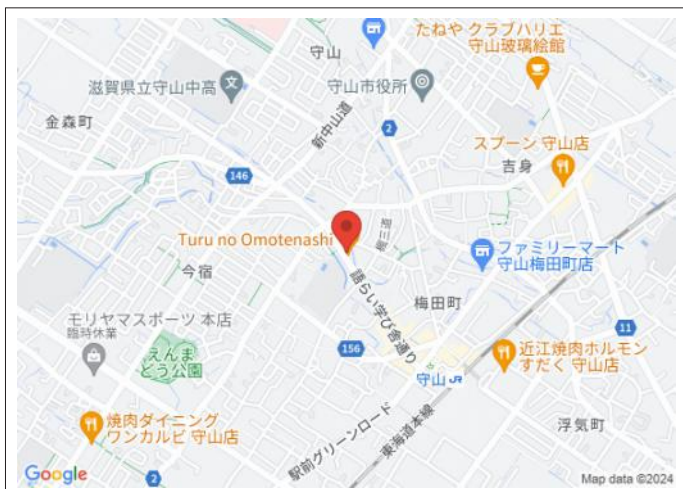 たねや クラブハリエ
守山玻璃絵館
守山
滋賀県立守山中高
守山市役所
金森町
新中山道
2
スプーン 守山店
吉身
146
Turu no Omotenashi
梶三道
ファミリーマート
守山梅田町店
今宿
語らい学び舎通り
梅田町
モリヤマスポーツ 本店
臨時休業
11
えんま
どう公園
156
近江焼肉ホルモン
すだく 守山店
守山 JR
焼肉ダイニング
ワンカルビ 守山店
浮気町
駅前グリーンロード
東海道本線
2
Google
Map data ©2024